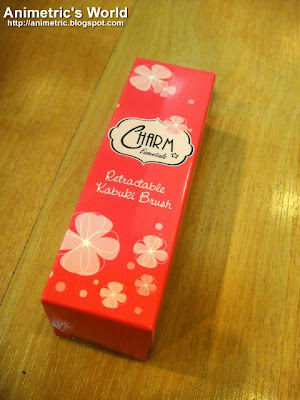 Animetric's World
http://animetric.blogspot.com
CHARM
Essentials
Retractable
Kabuki Brush